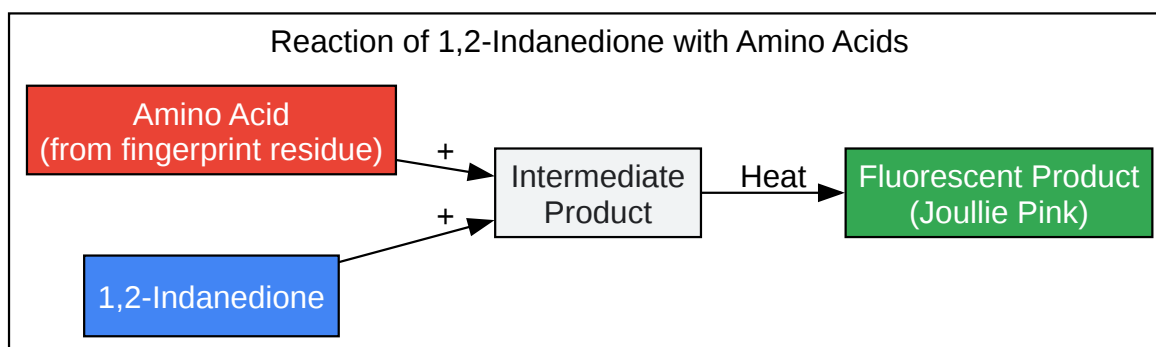 Reaction of 1,2-Indanedione with Amino Acids
Amino Acid
(from fingerprint residue)
+
Intermediate
Product
Heat
Fluorescent Product
(Joullie Pink)
+
1,2-Indanedione